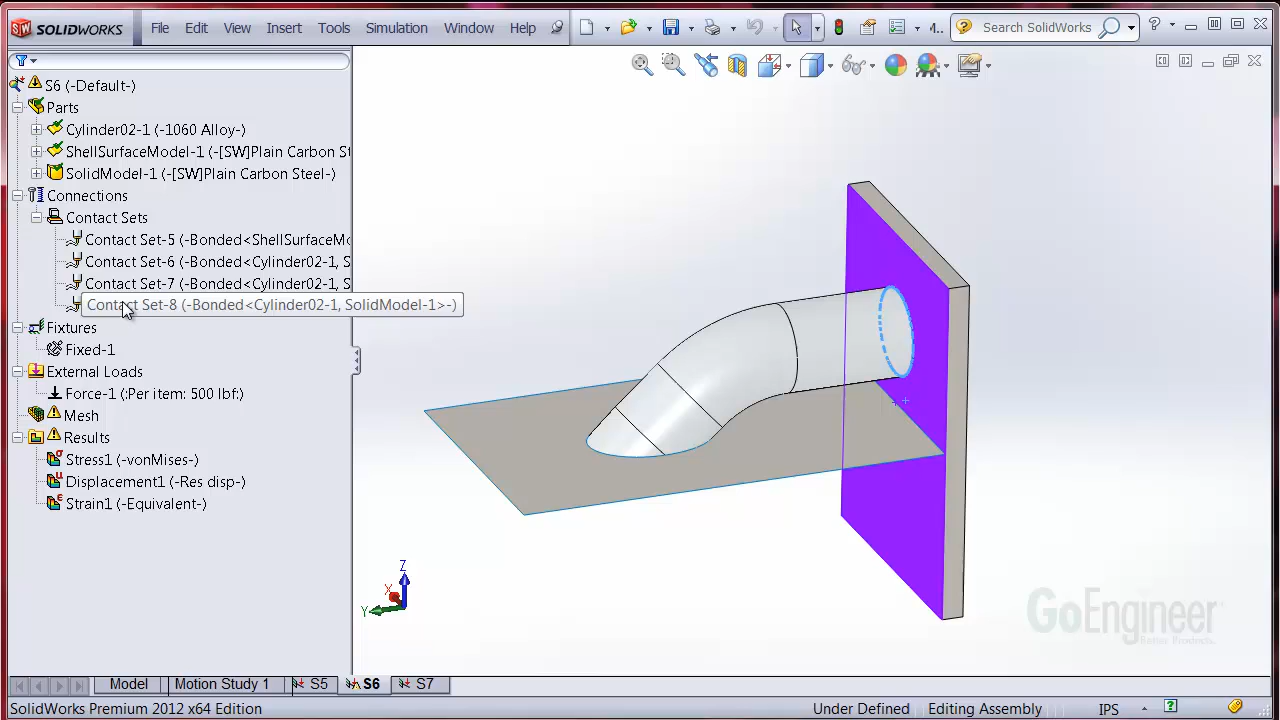 SOLIDWORKS File Edit View Insert Tools Simulation Window Help 4.. Search SolidWorks
S6 (-Default-)
Parts
Cylinder02-1 (-1060 Alloy-)
ShellSurfaceModel-1 (-[SW]Plain Carbon St
SolidModel-1 (-[SW]Plain Carbon Steel-)
Connections
Contact Sets
Contact Set-5 (-Bonded<ShellSurfaceMo
Contact Set-6 (-Bonded<Cylinder02-1, S
Contact Set-7 (-Bonded<Cylinder02-1, S
Contact Set-8 (-Bonded<Cylinder02-1, SolidModel-1>-)
Fixtures
Fixed-1
External Loads
Force-1 (:Per item: 500 lbf:)
Mesh
Results
Stress1 (-vonMises-)
Displacement1 (-Res disp-)
Strain1 (-Equivalent-)
Z
X
Y
GoEngineer
Better Products.
Model Motion Study 1 S5 S6 S7
SolidWorks Premium 2012 x64 Edition Under Defined Editing Assembly IPS